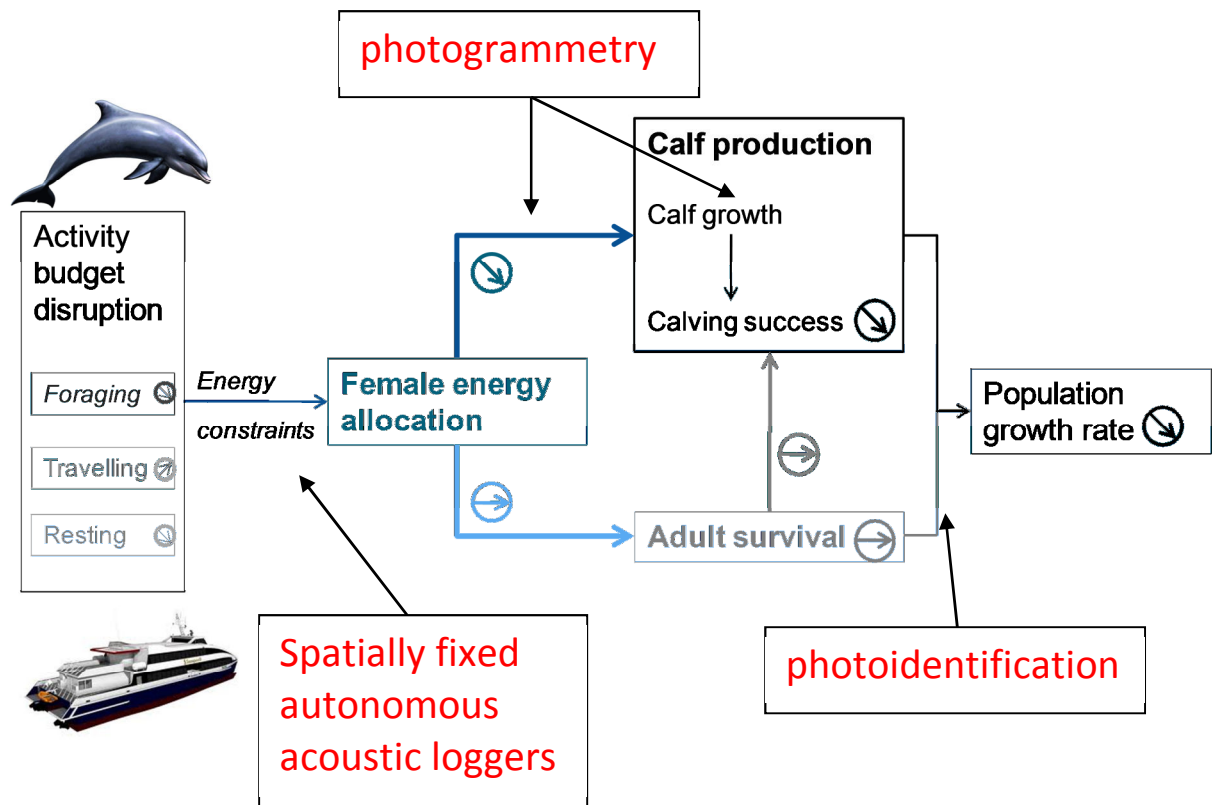 photogrammetry
Activity
budget
disruption
Foraging
Travelling
Resting
Energy
constraints
Female energy
allocation
Calf production
Calf growth
Calving success
Adult survival
Population
growth rate
Spatially fixed
autonomous
acoustic loggers
photoidentification